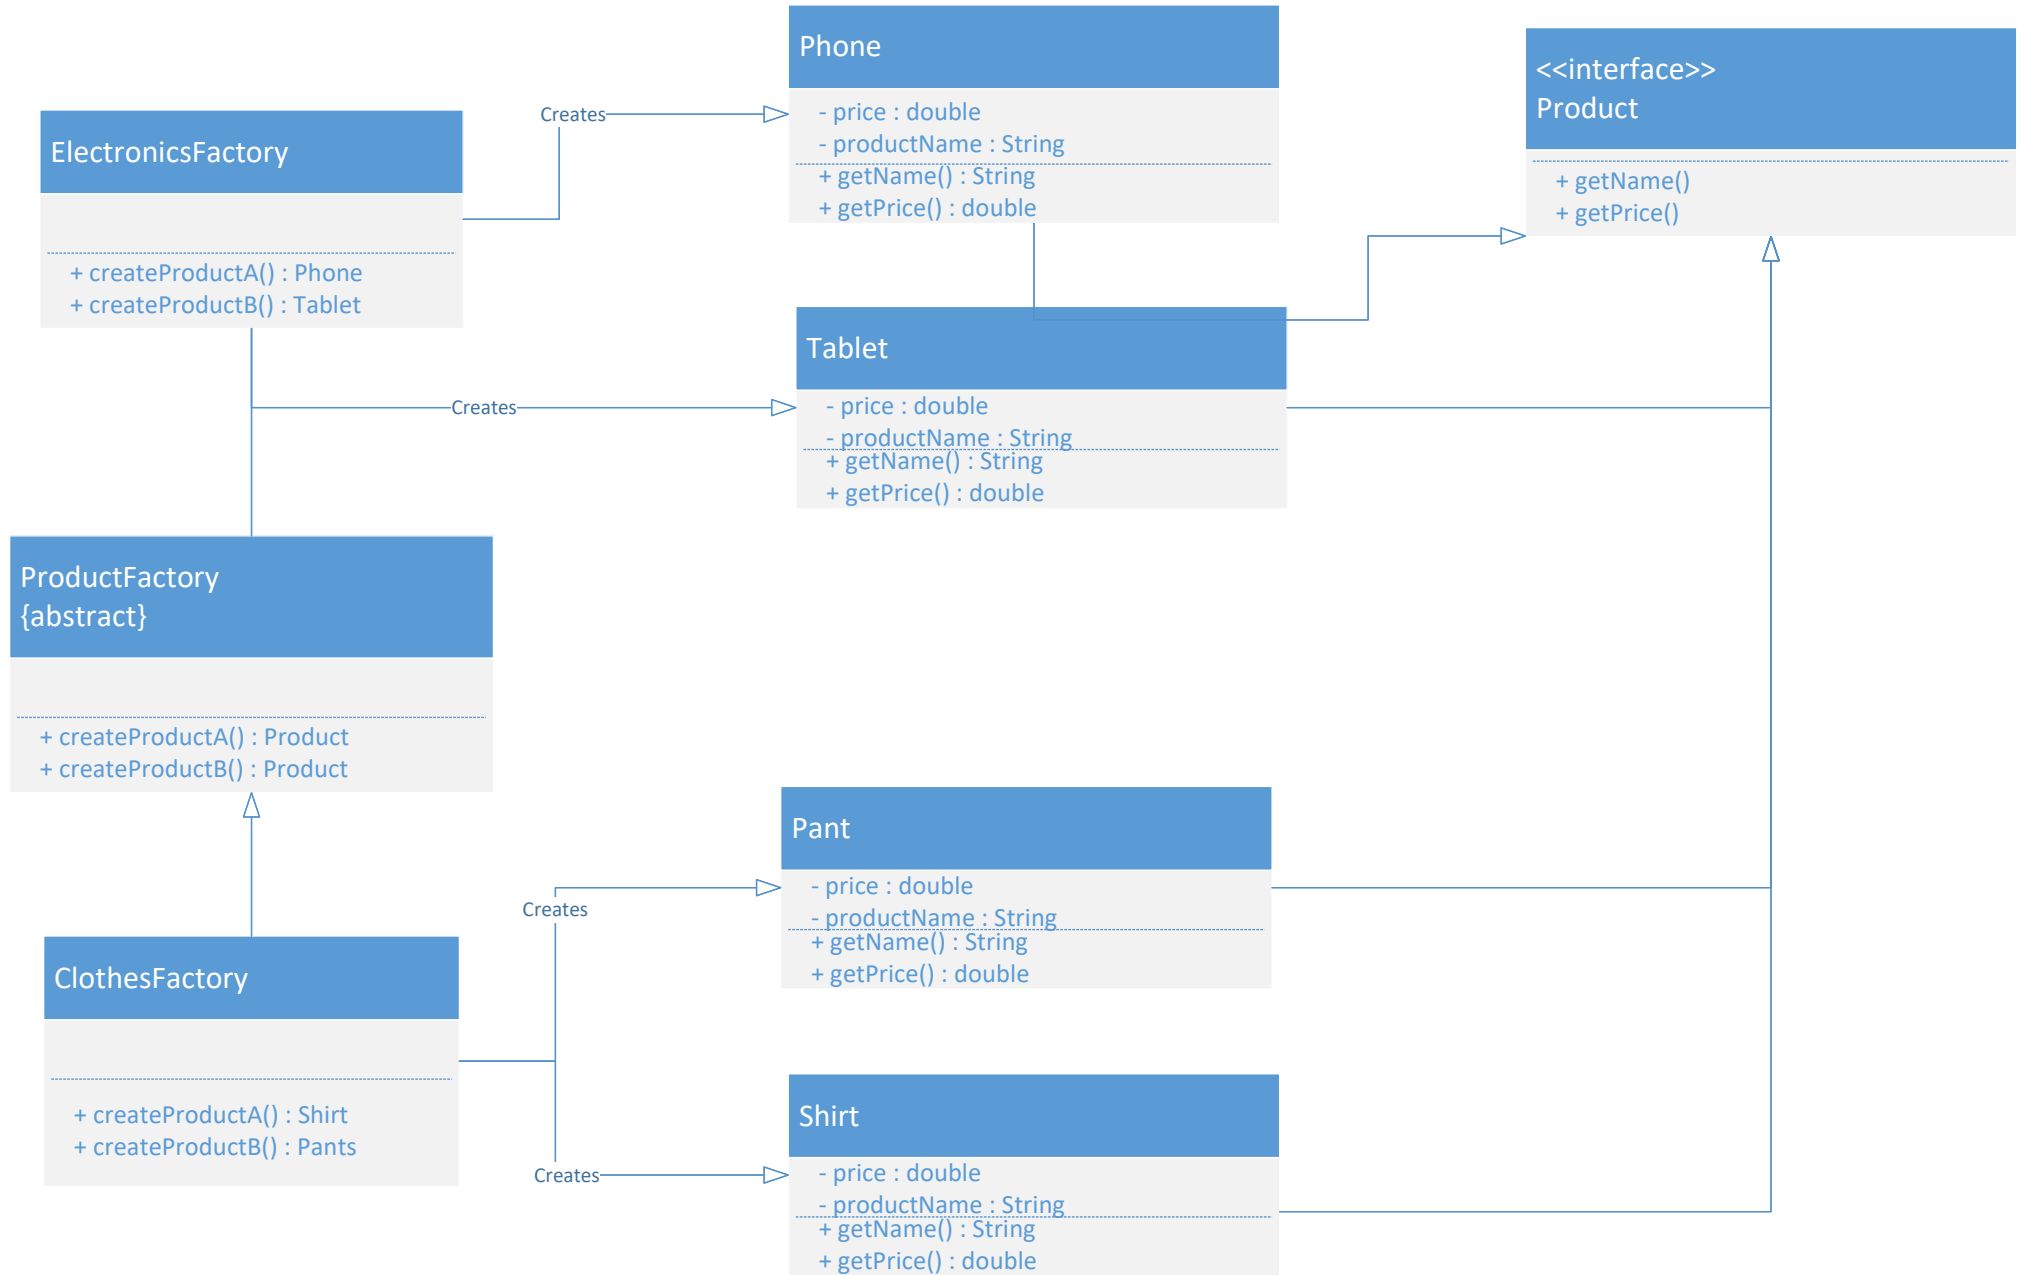 Phone
- price : double
- productName : String
+ getName() : String
+ getPrice() : double
<<interface>>
Product
+ getName()
+ getPrice()
ElectronicsFactory
+ createProductA() : Phone
+ createProductB() : Tablet
Creates
Tablet
- price : double
- productName : String
+ getName() : String
+ getPrice() : double
Creates
ProductFactory
{abstract}
+ createProductA() : Product
+ createProductB() : Product
Pant
- price : double
- productName : String
+ getName() : String
+ getPrice() : double
Creates
ClothesFactory
+ createProductA() : Shirt
+ createProductB() : Pants
Creates
Shirt
- price : double
- productName : String
+ getName() : String
+ getPrice() : double